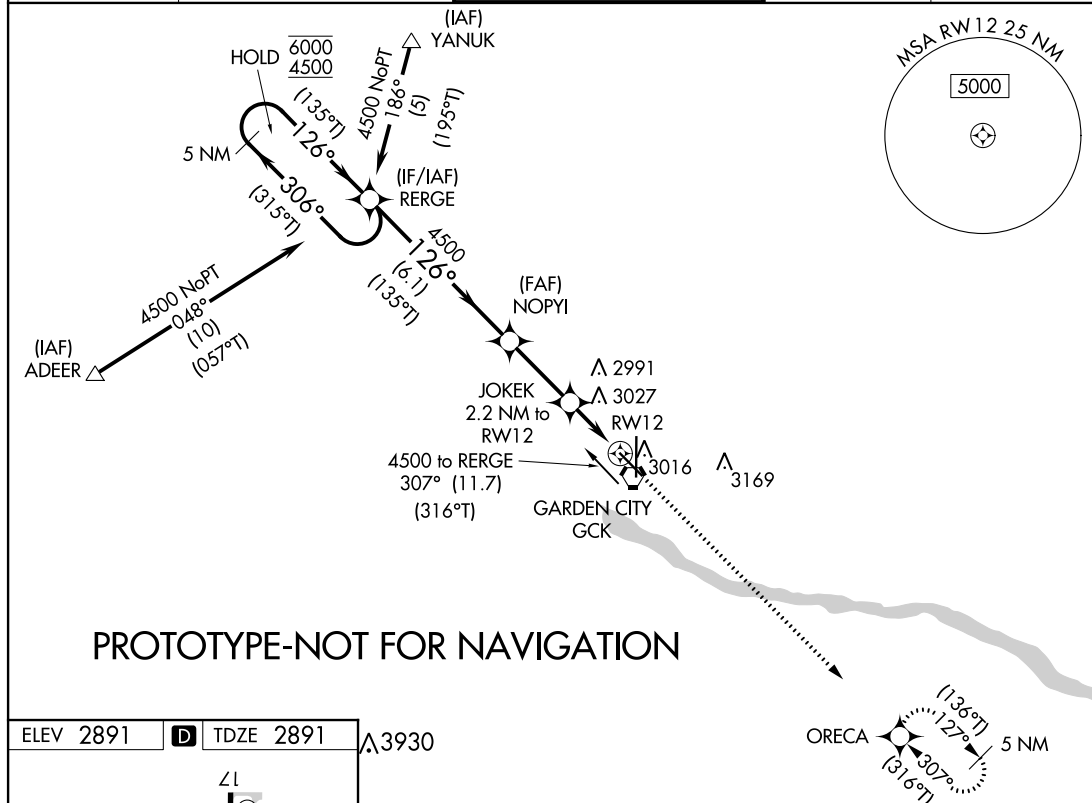 (IAF)
YANUK
HOLD 6000
4500
4500 NoPT
186°
(5)
(195°T)
(135°T)
126°
5 NM
306°
(315°T)
(IF/IAF)
RERGE
4500
126°
(6.1)
(135°T)
4500 NoPT
048°
(10)
(057°T)
(IAF)
ADEER
(FAF)
NOPYI
JOKEK
2.2 NM to
RW12
2991
3027
RW12
3016
3169
4500 to RERGE
307° (11.7)
(316°T)
GARDEN CITY
GCK
MSA RW12 25 NM
5000
PROTOTYPE-NOT FOR NAVIGATION
ORECA
(136°T)
127°
5 NM
307°
(316°T)
ELEV 2891 D TDZE 2891
3930
17